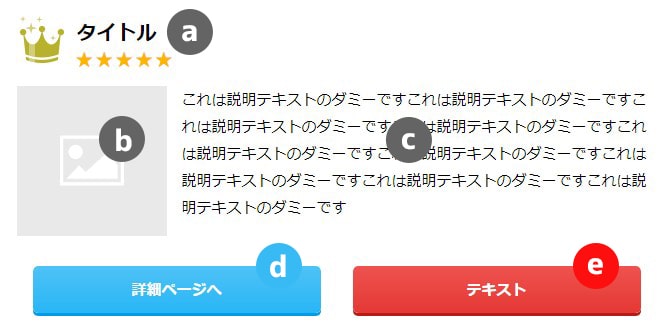 タイトル a
★★★★★
b
これは説明テキストのダミーですこれは説明テキストのダミーですこ
れは説明テキストのダミーです c は説明テキストのダミーですこれ
は説明テキストのダミーですこ 説明テキストのダミーですこれは
説明テキストのダミーですこれは説明テキストのダミーですこれは説
明テキストのダミーです
d
詳細ページへ
e
テキスト